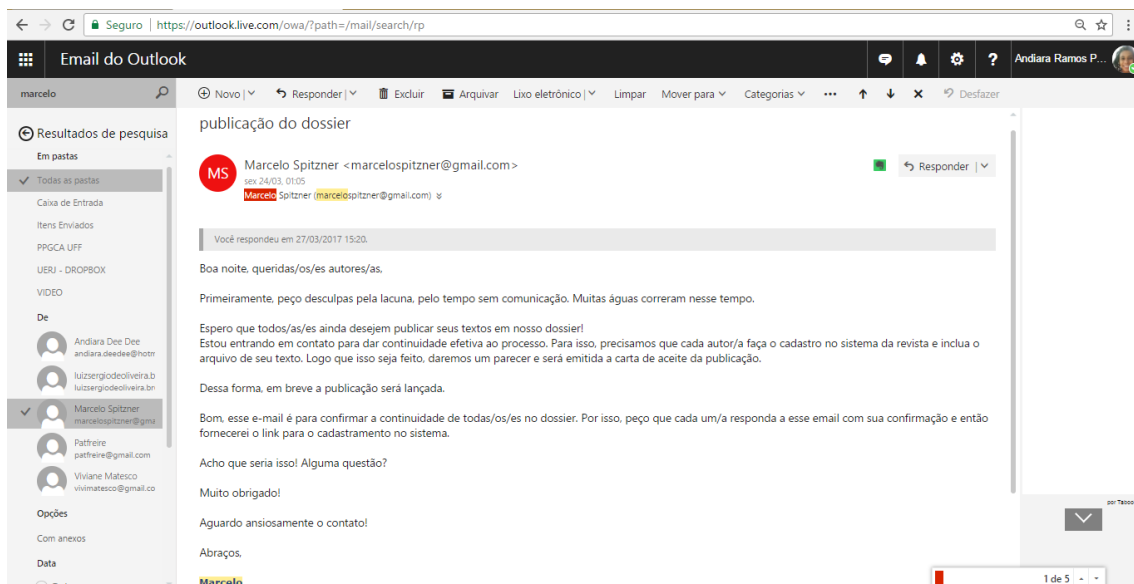 Seguro | https://outlook.live.com/owa/?path=/mail/search/rp
Email do Outlook
Andiara Ramos P...
marcelo
Novo | Responder | Excluir Arquivar Lixo eletrônico | Limpar Mover para Categorias ... Desfazer
Resultados de pesquisa
Em pastas
Todas as pastas
Caixa de Entrada
Itens Enviados
PPGCA UFF
UERJ - DROPBOX
VIDEO
De
Andiara Dee Dee
andiara.deedee@hotm
luizsergiodeoliveira.b
luizsergiodeoliveira.br
Marcelo Spitzner
marcelospitzner@gma
Patfreire
patfreire@gmail.com
Viviane Matesco
vivimatesco@gmail.co
Opções
Com anexos
Data
publicação do dossier
MS
Marcelo Spitzner <marcelospitzner@gmail.com>
sex 24/03, 01:05
Marcelo Spitzner (marcelospitzner@gmail.com)
Responder |
Você respondeu em 27/03/2017 15:20.
Boa noite, queridas/os/es autores/as,
Primeiramente, peço desculpas pela lacuna, pelo tempo sem comunicação. Muitas águas correram nesse tempo.
Espero que todos/as/es ainda desejem publicar seus textos em nosso dossier!
Estou entrando em contato para dar continuidade efetiva ao processo. Para isso, precisamos que cada autor/a faça o cadastro no sistema da revista e inclua o
arquivo de seu texto. Logo que isso seja feito, daremos um parecer e será emitida a carta de aceite da publicação.
Dessa forma, em breve a publicação será lançada.
Bom, esse e-mail é para confirmar a continuidade de todas/os/es no dossier. Por isso, peço que cada um/a responda a esse email com sua confirmação e então
fornecerei o link para o cadastramento no sistema.
Acho que seria isso! Alguma questão?
Muito obrigado!
Aguardo ansiosamente o contato!
Abraços,
Marcelo
por Taboo
1 de 5